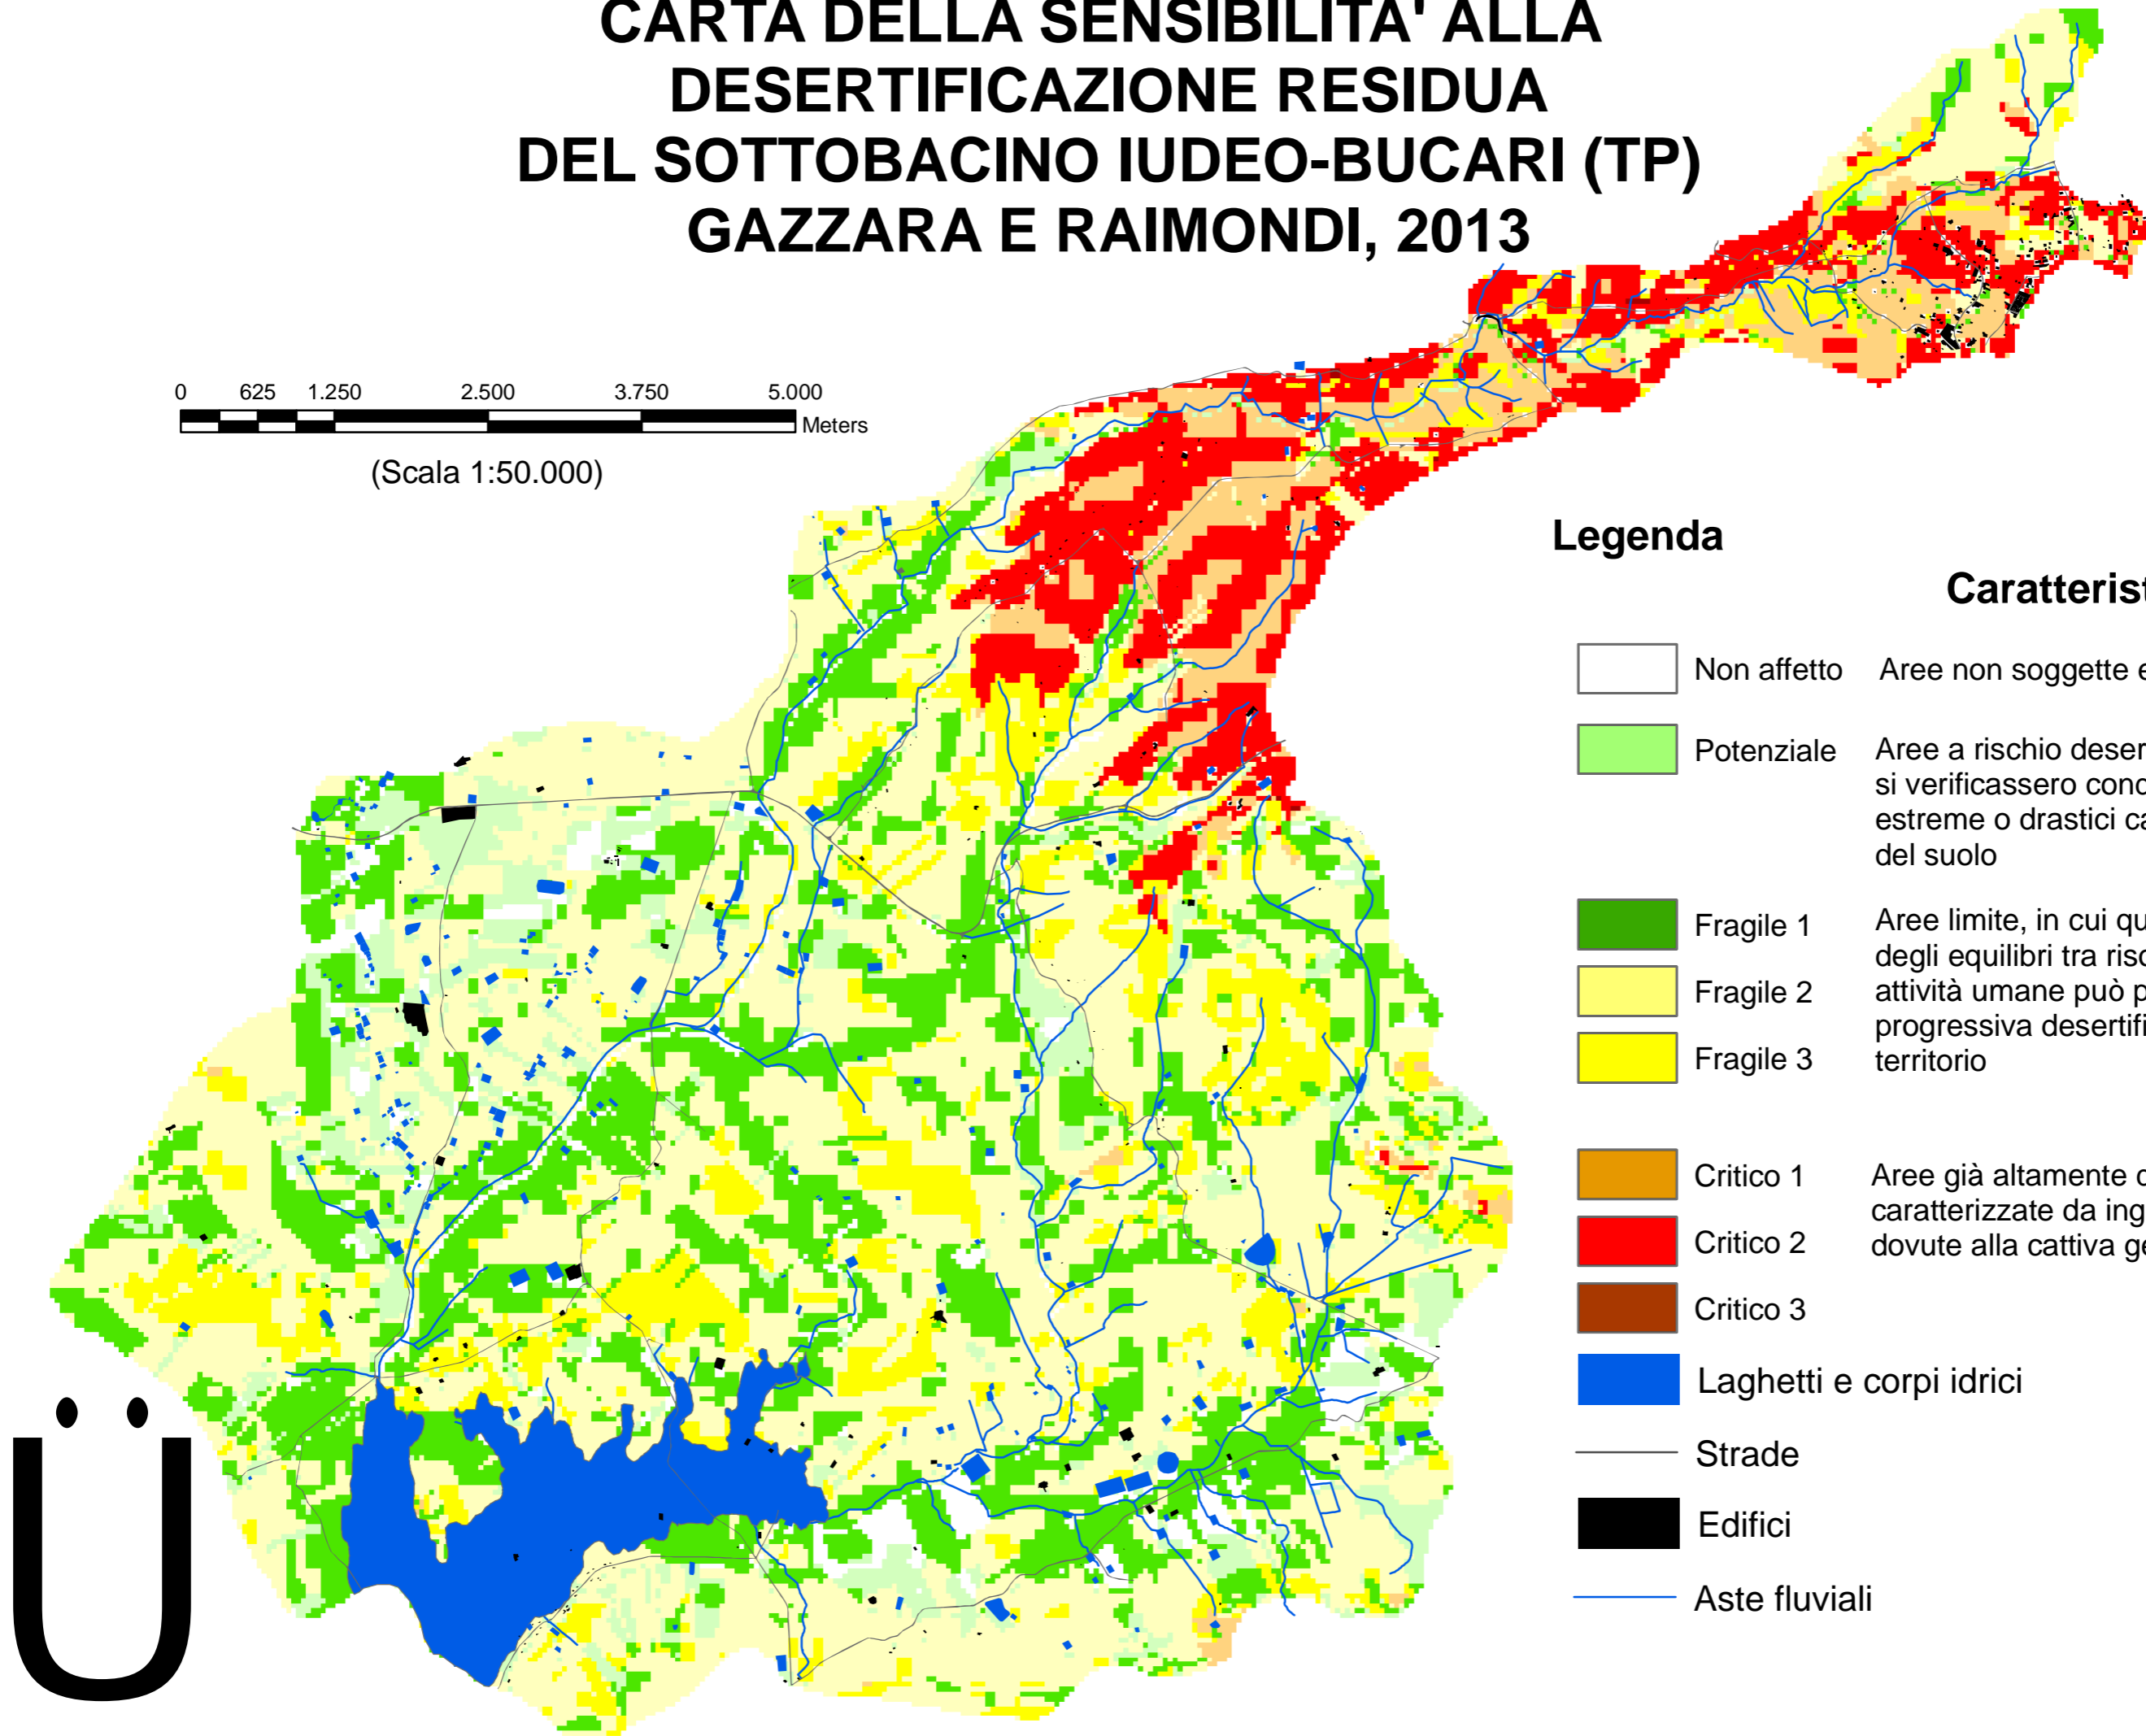 CARTA DELLA SENSIBILITA' ALLA
DESERTIFICAZIONE RESIDUA
DEL SOTTOBACINO IUDEO-BUCARI (TP)
GAZZARA E RAIMONDI, 2013
0 625 1.250 2.500 3.750 5.000
Meters
(Scala 1:50.000)
Legenda
Caratterist
Non affetto Aree non soggette e
Potenziale Aree a rischio deser
si verificassero cond
estreme o drastici ca
del suolo
Fragile 1 Aree limite, in cui qu
degli equilibri tra riso
Fragile 2 attività umane può p
progressiva desertifi
Fragile 3 territorio
Critico 1 Aree già altamente d
caratterizzate da ing
Critico 2 dovute alla cattiva ge
Critico 3
Laghetti e corpi idrici
Strade
Edifici
Aste fluviali
Ü